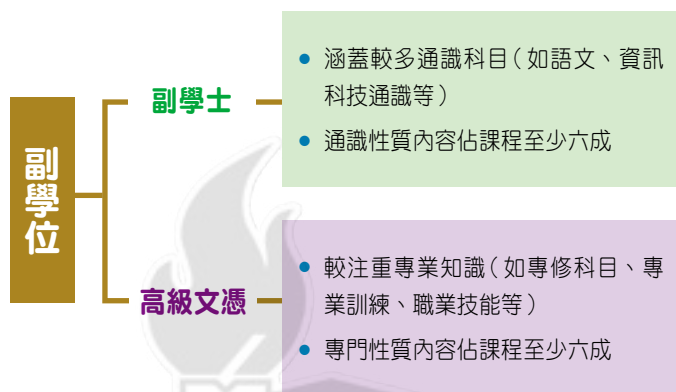 副學位
副學士
涵蓋較多通識科目（如語文、資訊
科技通識等）
通識性質內容佔課程至少六成
高級文憑
較注重專業知識（如專修科目、專
業訓練、職業技能等）
專門性質內容佔課程至少六成